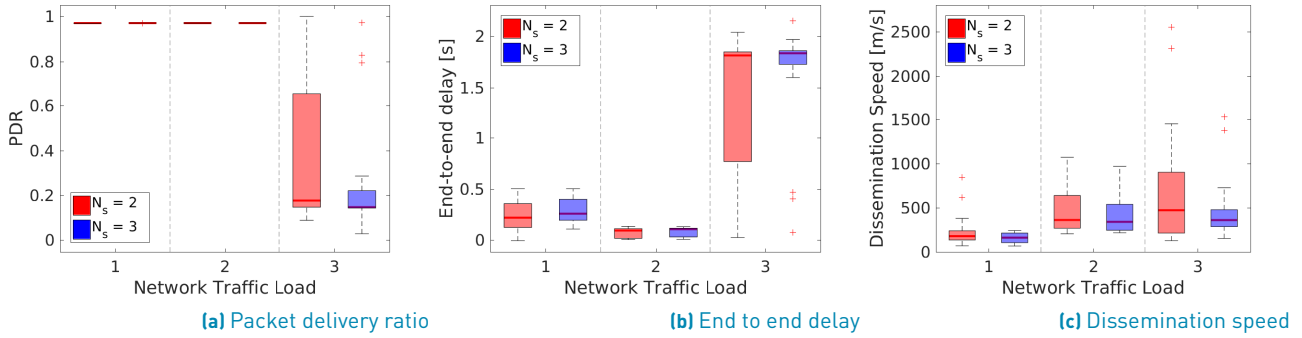 PDR
1
0.8
0.6
0.4
0.2
0
N_s = 2
N_s = 3
1 2 3
Network Traffic Load
(a) Packet delivery ratio
End-to-end delay [s]
2
1.5
1
0.5
0
N_s = 2
N_s = 3
1 2 3
Network Traffic Load
(b) End to end delay
Dissemination Speed [m/s]
2500
2000
1500
1000
500
0
N_s = 2
N_s = 3
1 2 3
Network Traffic Load
(c) Dissemination speed